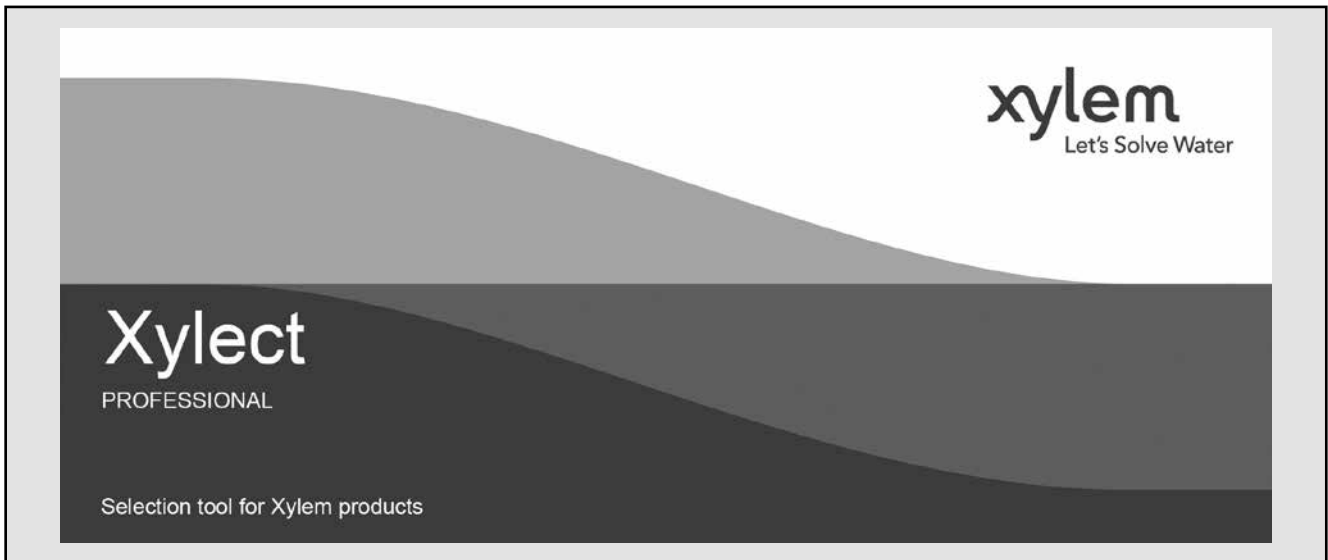 xylem
Let's Solve Water
Xylect
PROFESSIONAL
Selection tool for Xylem products